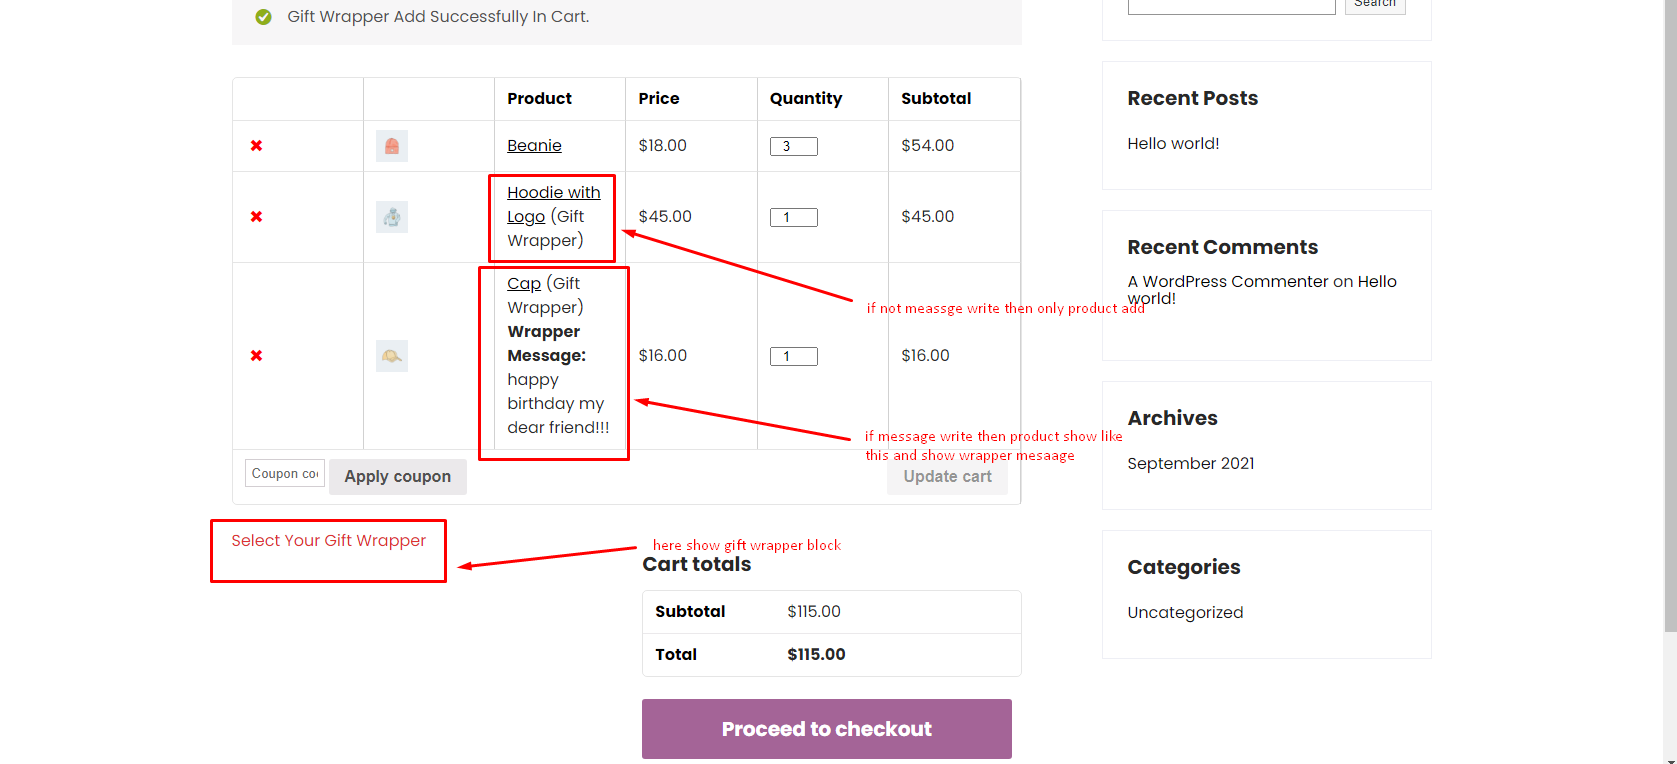 Gift Wrapper Add Successfully In Cart.
Search
Product Price Quantity Subtotal
Beanie $18.00 3 $54.00
Hoodie with
Logo (Gift
Wrapper)
$45.00 1 $45.00
if not meassge write then only product add
Cap (Gift
Wrapper)
Wrapper
Message:
happy
birthday my
dear friend!!!
$16.00 1 $16.00
if message write then product show like
this and show wrapper mesaage
Coupon co
Apply coupon
Update cart
Select Your Gift Wrapper
here show gift wrapper block
Cart totals
Subtotal $115.00
Total $115.00
Proceed to checkout
Recent Posts
Hello world!
Recent Comments
A WordPress Commenter on Hello
world!
Archives
September 2021
Categories
Uncategorized